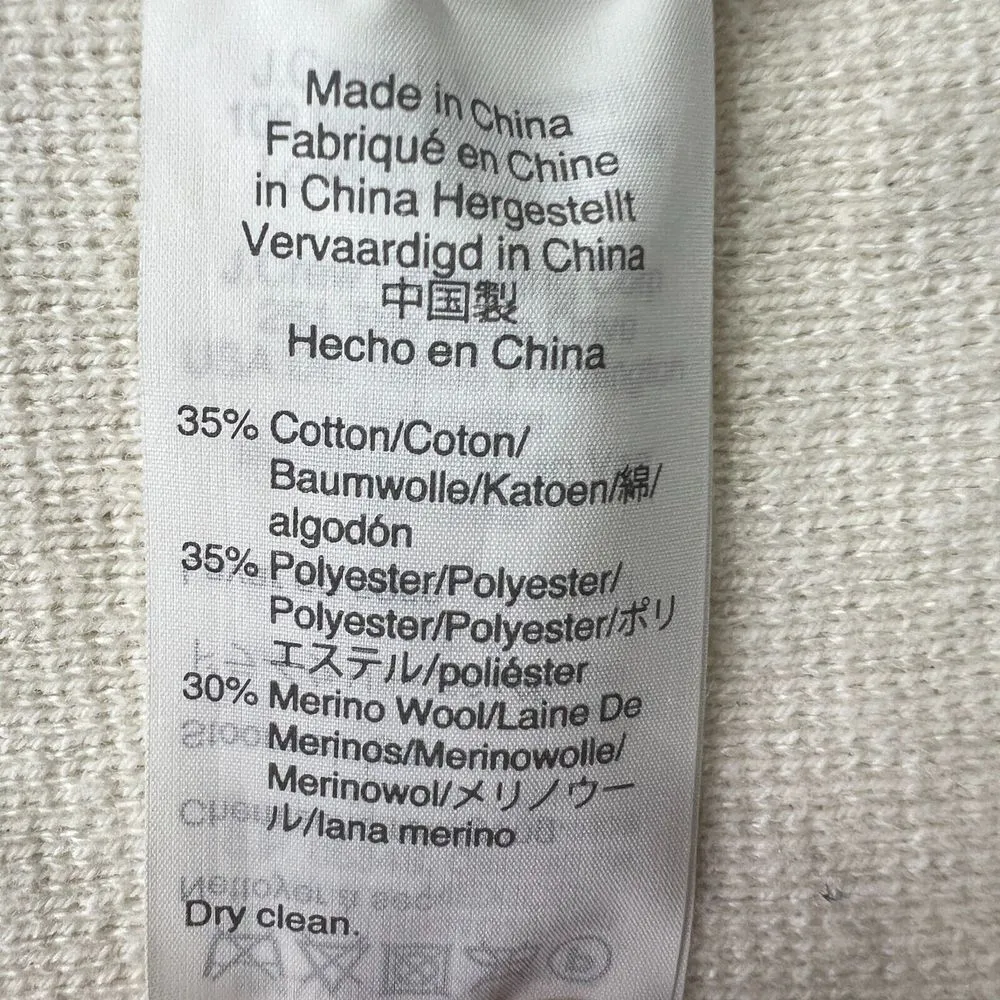 Made in China
Fabriqué en Chine
in China Hergestellt
Vervaardigd in China
中国製
Hecho en China
35% Cotton/Coton/
Baumwolle/Katoen/綿/
algodón
35% Polyester/Polyester/
Polyester/Polyester/ポリ
エステル/poliéster
30% Merino Wool/Laine De
Merinos/Merinowolle/
Merinowol/メリノウー
ル/lana merino
Dry clean.